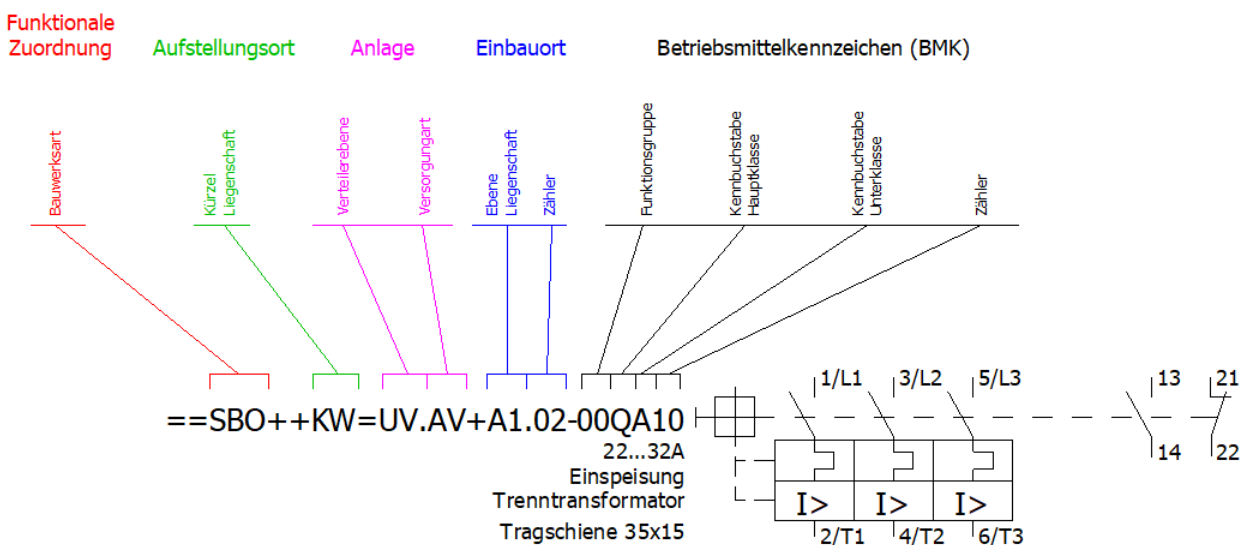 Funktionale
Zuordnung
Aufstellungsort
Anlage
Einbauort
Betriebsmittelkennzeichen (BMK)
Bauwerksart
Kürzel
Liegenschaft
Verteilerebene
Versorgungart
Ebene
Liegenschaft
Zähler
Funktionsgruppe
Kennbuchstabe
Hauptklasse
Kennbuchstabe
Unterklasse
Zähler
1/L1
3/L2
5/L3
13
21
==SBO++KW=UV.AV+A1.02-00QA10
22...32A
14
22
Einspeisung
Trenntransformator
I>
I>
I>
Tragschiene 35x15
2/T1
4/T2
6/T3